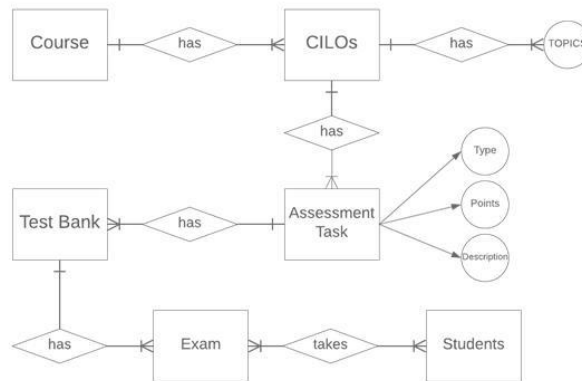 Course
has
CILOs
has
TOPICS
has
Type
Test Bank
has
Assessment
Task
Points
Description
has
Exam
takes
Students